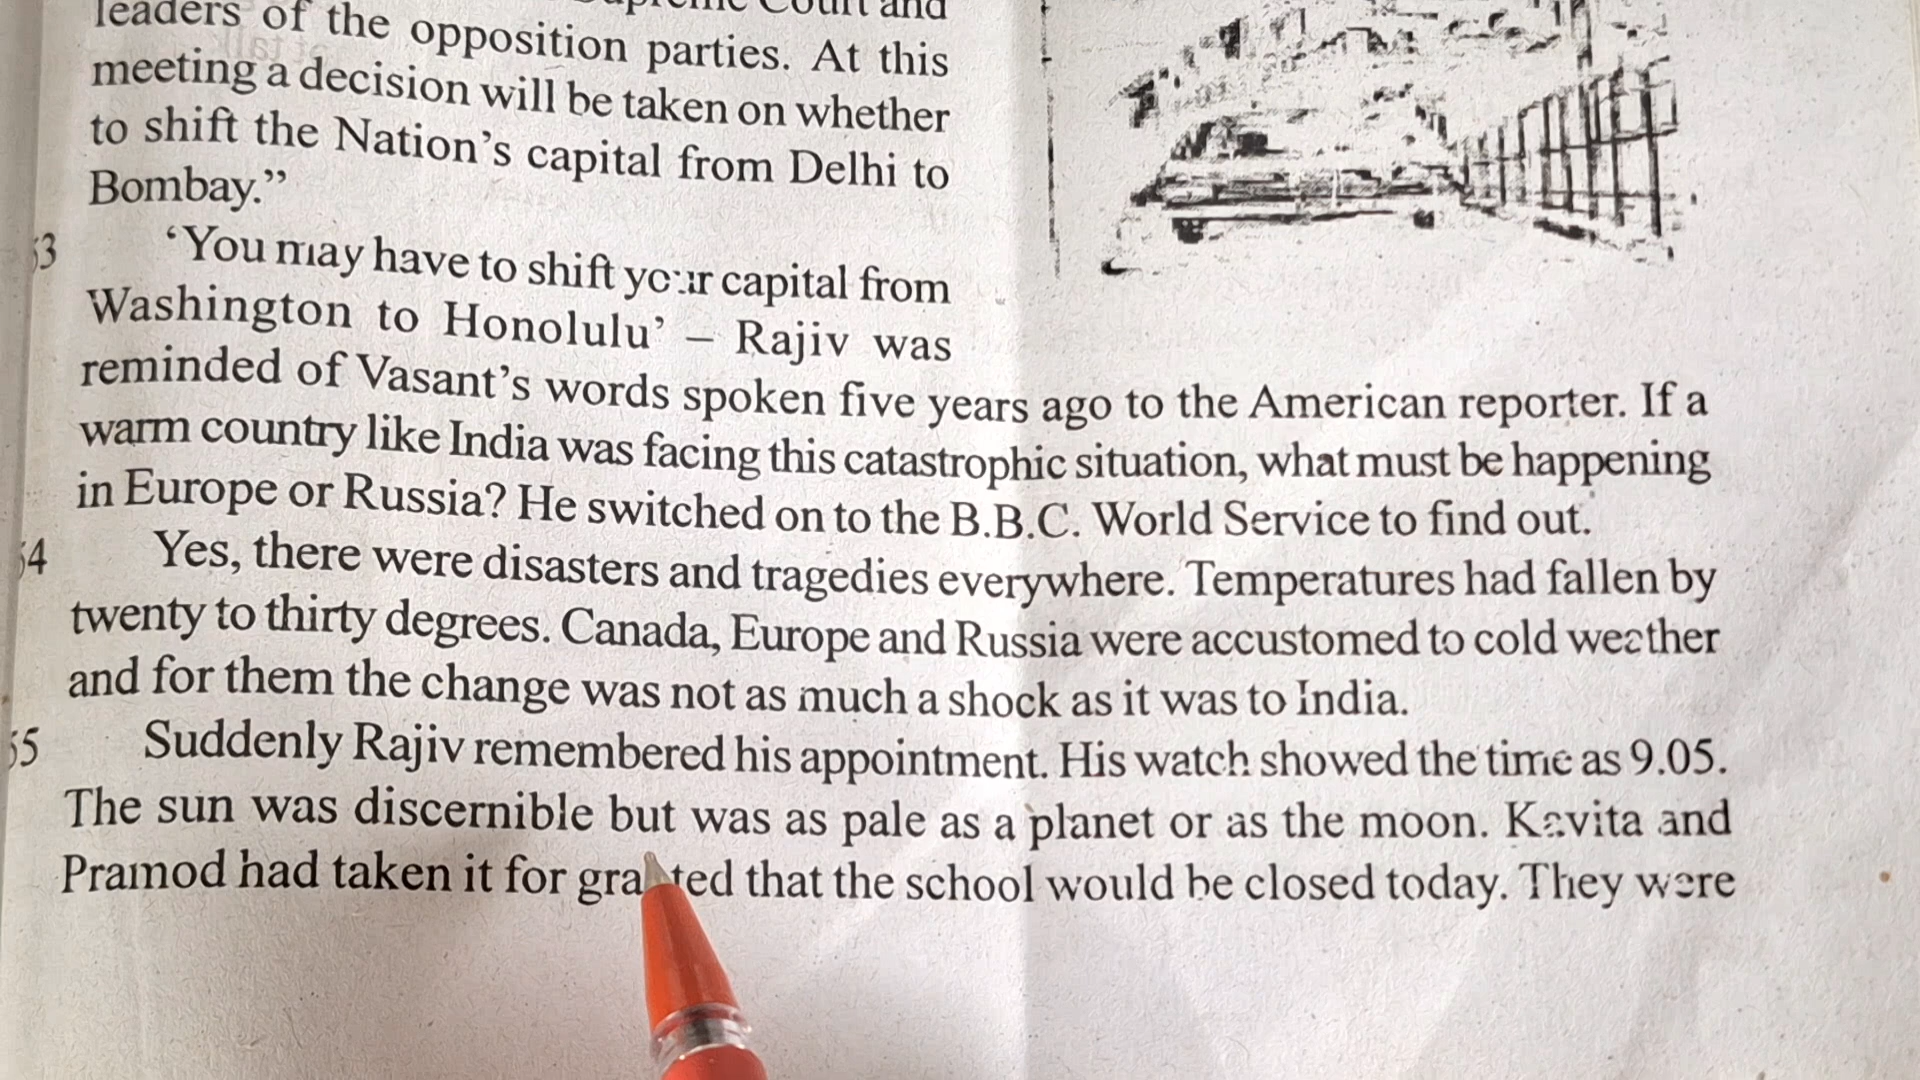 Supreme Court and
leaders of the opposition parties. At this
meeting a decision will be taken on whether
to shift the Nation's capital from Delhi to
Bombay.”
‘You may have to shift your capital from
Washington to Honolulu’ – Rajiv was
reminded of Vasant's words spoken five years ago to the American reporter. If a
warm country like India was facing this catastrophic situation, what must be happening
in Europe or Russia? He switched on to the B.B.C. World Service to find out.
Yes, there were disasters and tragedies everywhere. Temperatures had fallen by
twenty to thirty degrees. Canada, Europe and Russia were accustomed to cold weather
and for them the change was not as much a shock as it was to India.
Suddenly Rajiv remembered his appointment. His watch showed the time as 9.05.
The sun was discernible but was as pale as a planet or as the moon. Kavita and
Pramod had taken it for granted that the school would be closed today. They were